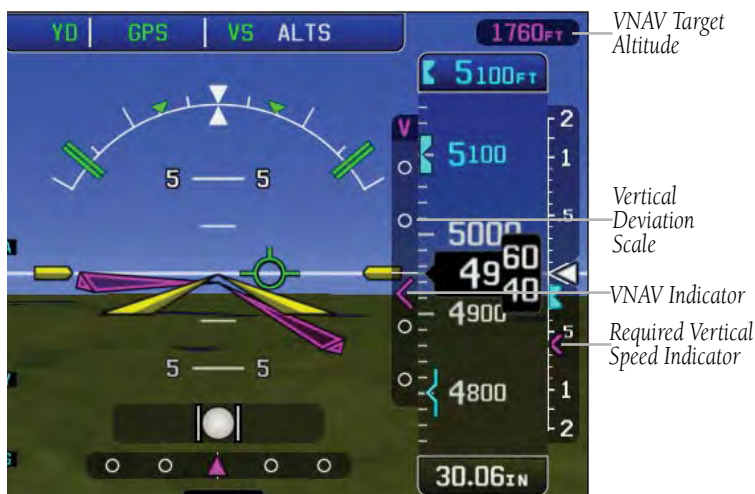 YD GPS VS ALTS
1760FT
VNAV Target
Altitude
5100FT
V
5100
2
1
5 5
Vertical
Deviation
Scale
.5
5000
4960
40
VNAV Indicator
4900
Required Vertical
Speed Indicator
.5
5 5
4800
1
2
30.06IN